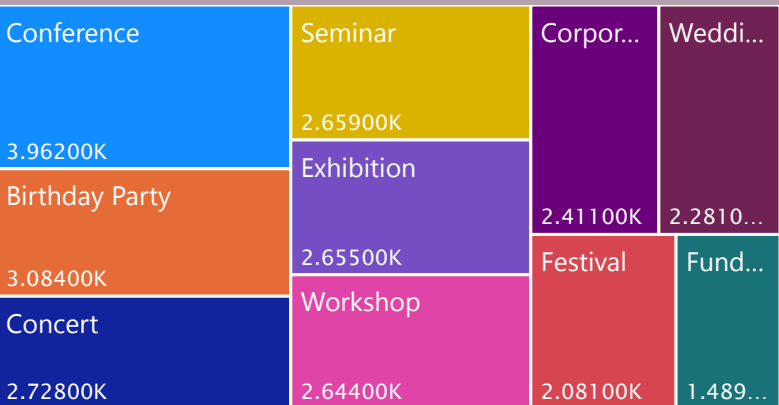 Conference
3.96200K
Birthday Party
3.08400K
Concert
2.72800K
Seminar
2.65900K
Exhibition
2.65500K
Workshop
2.64400K
Corpor...
2.41100K
Weddi...
2.2810...
Festival
2.08100K
Fund...
1.489...